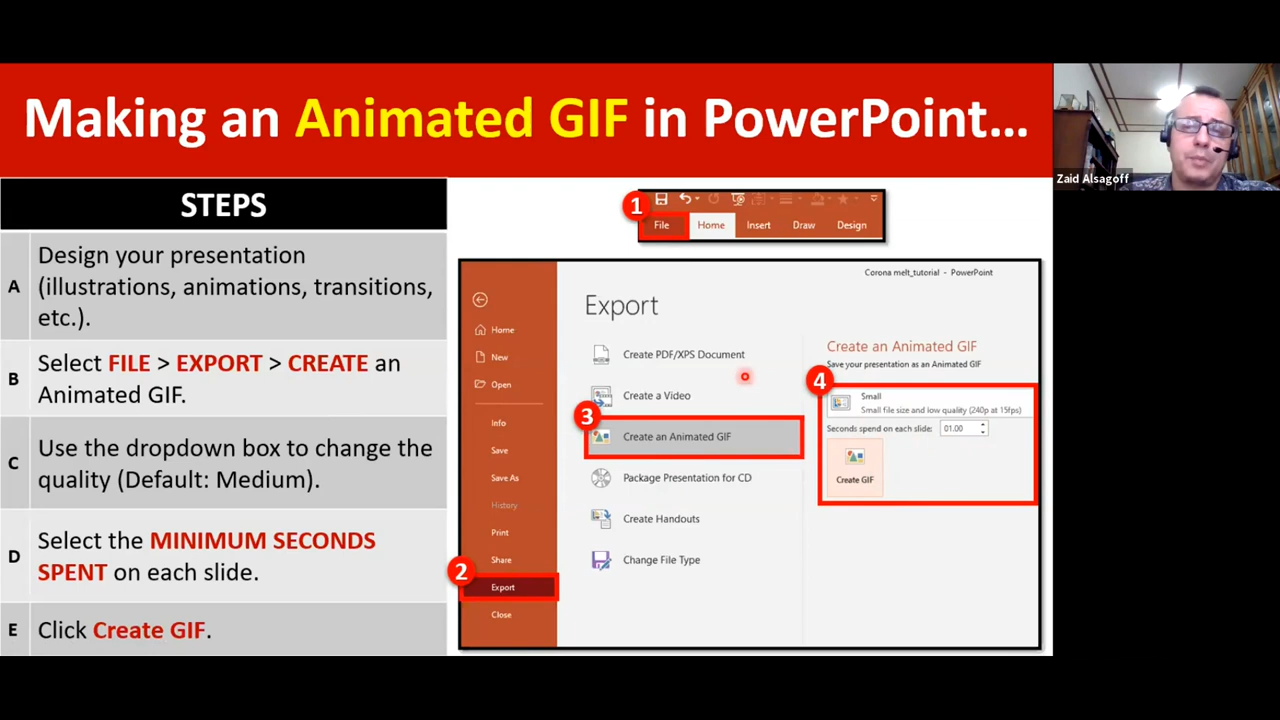 Making an Animated GIF in PowerPoint...
STEPS
A
Design your presentation
(illustrations, animations, transitions,
etc.).
B
Select FILE > EXPORT > CREATE an
Animated GIF.
C
Use the dropdown box to change the
quality (Default: Medium).
D
Select the MINIMUM SECONDS
SPENT on each slide.
E
Click Create GIF.
1
File
Home
Insert
Draw
Design
Corona melt_tutorial - PowerPoint
Home
New
Open
Info
Save
Save As
History
Print
Share
2
Export
Close
Export
Create PDF/XPS Document
Create a Video
3
Create an Animated GIF
Package Presentation for CD
Create Handouts
Change File Type
Create an Animated GIF
Save your presentation as an Animated GIF
4
Small
Small file size and low quality (240p at 15fps)
Seconds spend on each slide: 01.00
Create GIF
Zaid Alsagoff